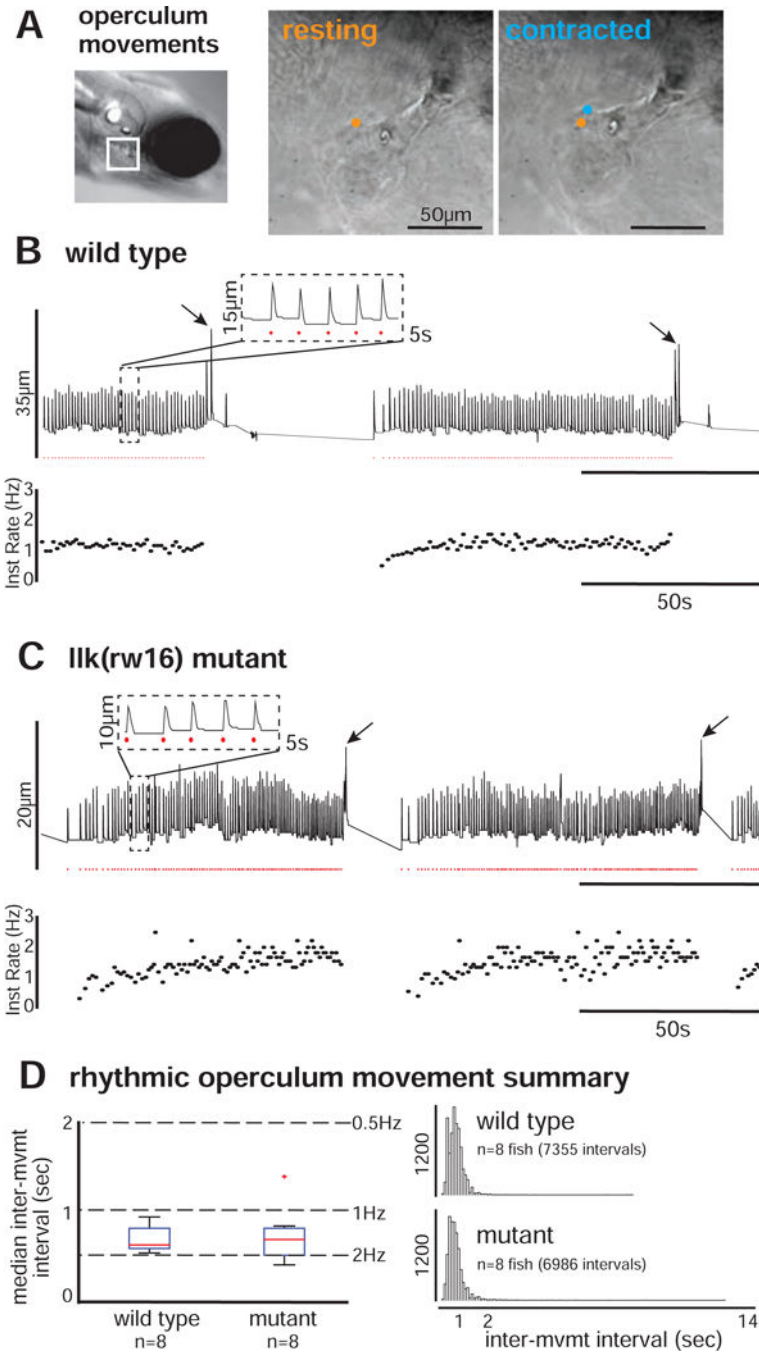 A operculum movements
resting
contracted
50µm
B wild type
15µm
5s
35µm
3
2
1
0
Inst Rate (Hz)
50s
C llk(rw16) mutant
10µm
5s
20µm
3
2
1
0
Inst Rate (Hz)
50s
D rhythmic operculum movement summary
median inter-mvmt interval (sec)
2
1
0
0.5Hz
1Hz
2Hz
wild type
n=8
mutant
n=8
1200
wild type
n=8 fish (7355 intervals)
1200
mutant
n=8 fish (6986 intervals)
1 2 14
inter-mvmt interval (sec)